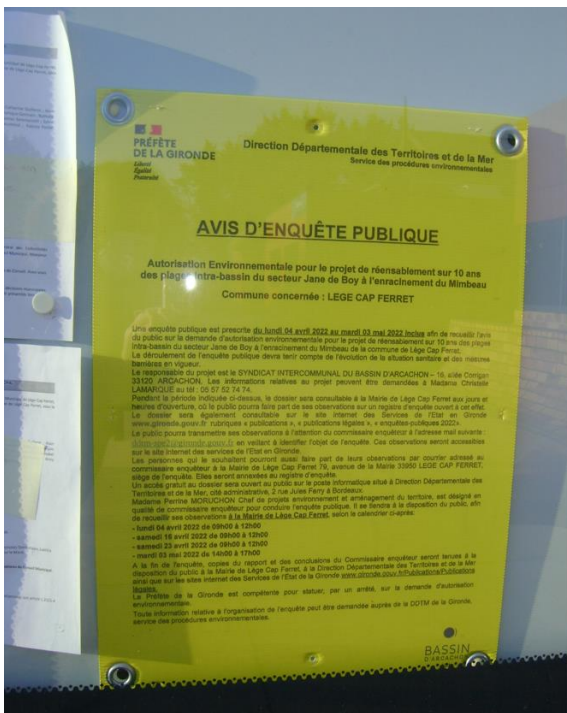 PRÉFÈTE
DE LA GIRONDE
Liberté
Égalité
Fraternité
Direction Départementale des Territoires et de la Mer
Service des procédures environnementales
AVIS D'ENQUÊTE PUBLIQUE
Autorisation Environnementale pour le projet de réensablement sur 10 ans
des plages intra-bassin du secteur Jane de Boy à l'enracinement du Mimbeau
Commune concernée : LEGE CAP FERRET
Une enquête publique est prescrite du lundi 04 avril 2022 au mardi 03 mai 2022 inclus afin de recueillir l'avis
du public sur la demande d'autorisation environnementale pour le projet de réensablement sur 10 ans des plages
intra-bassin du secteur Jane de Boy à l'enracinement du Mimbeau de la commune de Lège Cap Ferret.
Le déroulement de l'enquête publique devra tenir compte de l'évolution de la situation sanitaire et des mesures
barrières en vigueur.
Le responsable du projet est le SYNDICAT INTERCOMMUNAL DU BASSIN D'ARCACHON – 16, allée Corrigan
33120 ARCACHON. Les informations relatives au projet peuvent être demandées à Madame Christelle
LAMARQUE au tél : 05 57 52 74 74.
Pendant la période indiquée ci-dessus, le dossier sera consultable à la Mairie de Lège Cap Ferret aux jours et
heures d'ouverture, où le public pourra faire part de ses observations sur un registre d'enquête ouvert à cet effet.
Le dossier sera également consultable sur le site internet des Services de l'Etat en Gironde
www.gironde.gouv.fr rubriques « publications », « publications légales », « enquêtes-publiques 2022».
Le public pourra transmettre ses observations à l'attention du commissaire enquêteur à l'adresse mail suivante :
ddtm-spe2@gironde.gouv.fr en veillant à identifier l'objet de l'enquête. Ces observations seront accessibles
sur le site internet des services de l'Etat en Gironde.
Les personnes qui le souhaitent pourront aussi faire part de leurs observations par courrier adressé au
commissaire enquêteur à la Mairie de Lège Cap Ferret 79, avenue de la Mairie 33950 LEGE CAP FERRET,
siège de l'enquête. Elles seront annexées au registre d'enquête.
Un accès gratuit au dossier sera ouvert au public sur le poste informatique situé à Direction Départementale des
Territoires et de la Mer, cité administrative, 2 rue Jules Ferry à Bordeaux.
Madame Perrine MORUCHON Chef de projets environnement et aménagement du territoire, est désigné en
qualité de commissaire enquêteur pour conduire l'enquête publique. Il se tiendra à la disposition du public, afin
de recueillir ses observations à la Mairie de Lège Cap Ferret, selon le calendrier ci-après:
- lundi 04 avril 2022 de 09h00 à 12h00
- samedi 16 avril 2022 de 09h00 à 12h00
- samedi 23 avril 2022 de 09h00 à 12h00
- mardi 03 mai 2022 de 14h00 à 17h00
A la fin de l'enquête, copies du rapport et des conclusions du Commissaire enquêteur seront tenues à la
disposition du public à la Mairie de Lège Cap Ferret, à la Direction Départementale des Territoires et de la Mer
ainsi que sur les sites internet des Services de l'État de la Gironde www.gironde.gouv.fr/Publications/Publications
légales.
La Préfète de la Gironde est compétente pour statuer, par un arrêté, sur la demande d'autorisation
environnementale.
Toute information relative à l'organisation de l'enquête peut être demandée auprès de la DDTM de la Gironde,
service des procédures environnementales.
BASSIN
D'ARCACHON